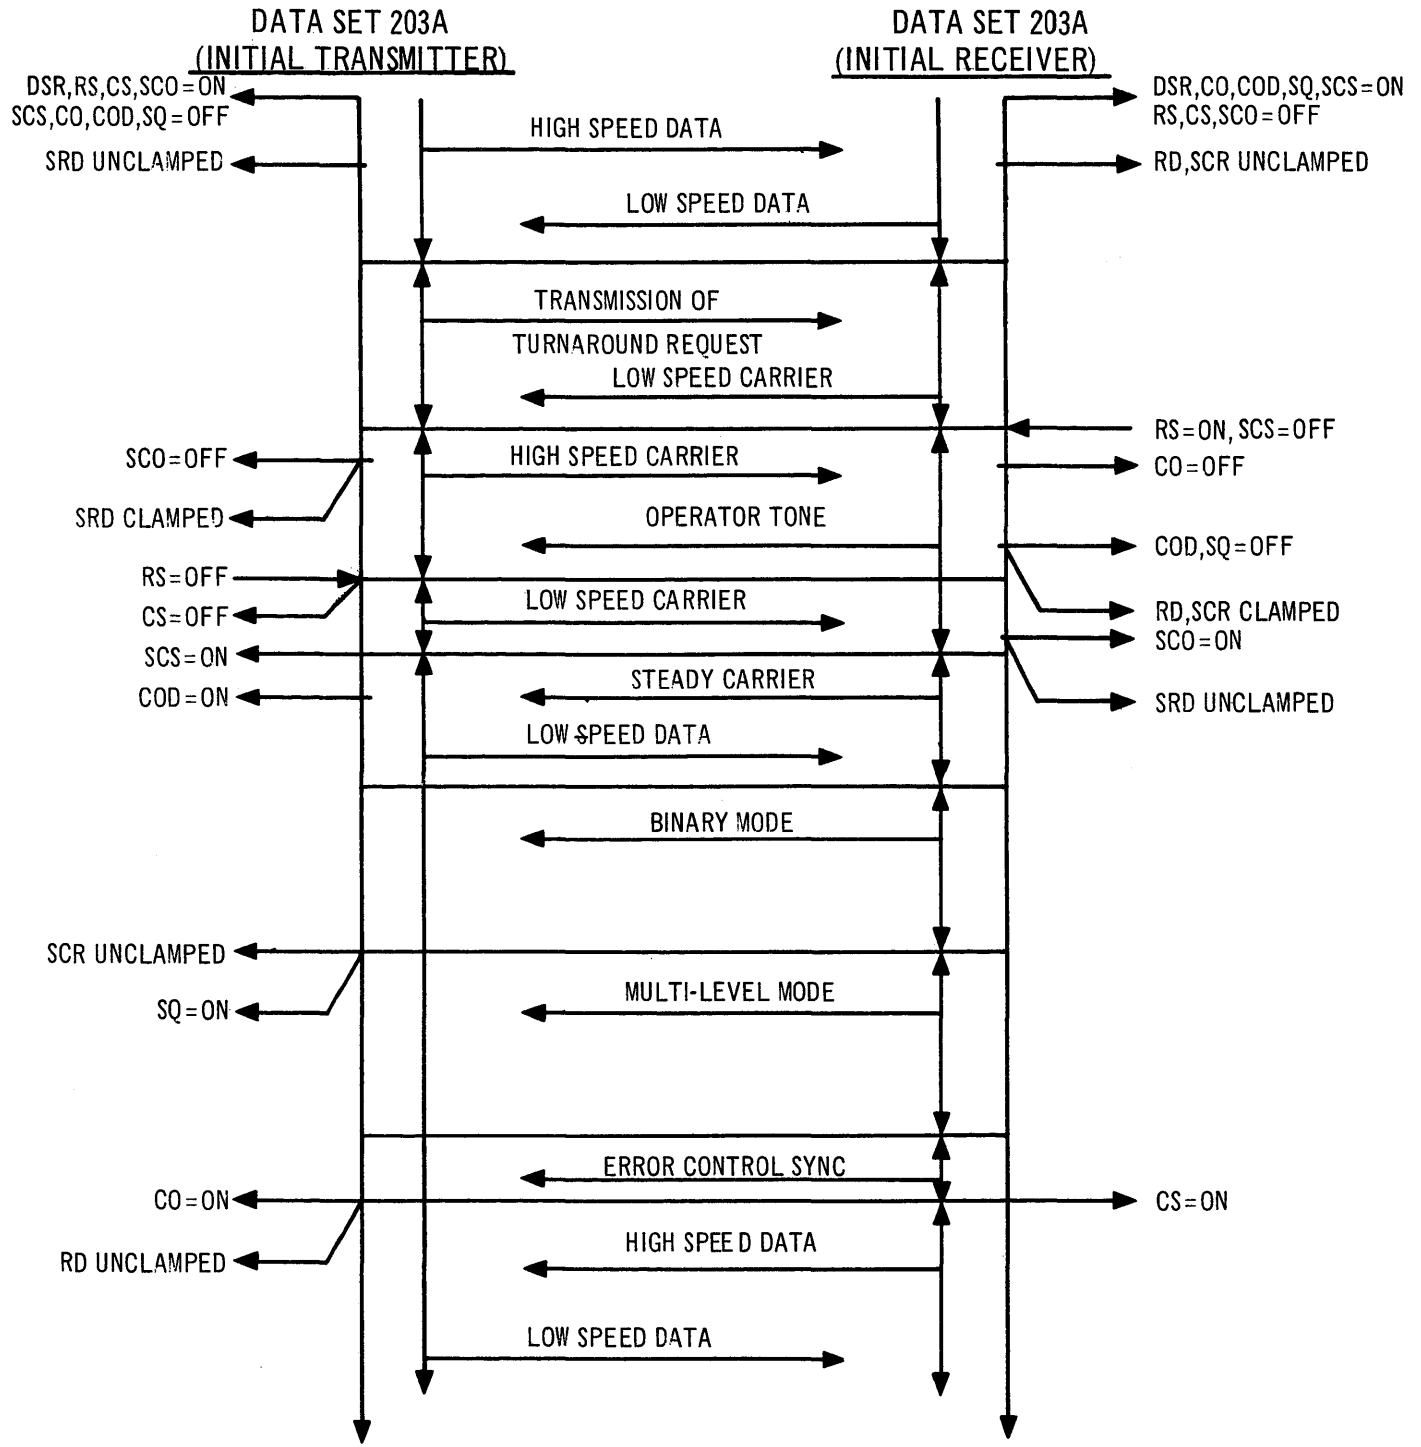 DATA SET 203A
(INITIAL TRANSMITTER)
DATA SET 203A
(INITIAL RECEIVER)
DSR,RS,CS,SCO=ON
SCS,CO,COD,SQ=OFF
DSR,CO,COD,SQ,SCS=ON
RS,CS,SCO=OFF
HIGH SPEED DATA
SRD UNCLAMPED
RD,SCR UNCLAMPED
LOW SPEED DATA
TRANSMISSION OF
TURNAROUND REQUEST
LOW SPEED CARRIER
RS=ON, SCS=OFF
SCO=OFF
HIGH SPEED CARRIER
CO=OFF
SRD CLAMPED
OPERATOR TONE
COD,SQ=OFF
RS=OFF
CS=OFF
LOW SPEED CARRIER
RD,SCR CLAMPED
SCO=ON
SCS=ON
STEADY CARRIER
COD=ON
SRD UNCLAMPED
LOW SPEED DATA
BINARY MODE
SCR UNCLAMPED
MULTI-LEVEL MODE
SQ=ON
ERROR CONTROL SYNC
CO=ON
CS=ON
HIGH SPEED DATA
RD UNCLAMPED
LOW SPEED DATA